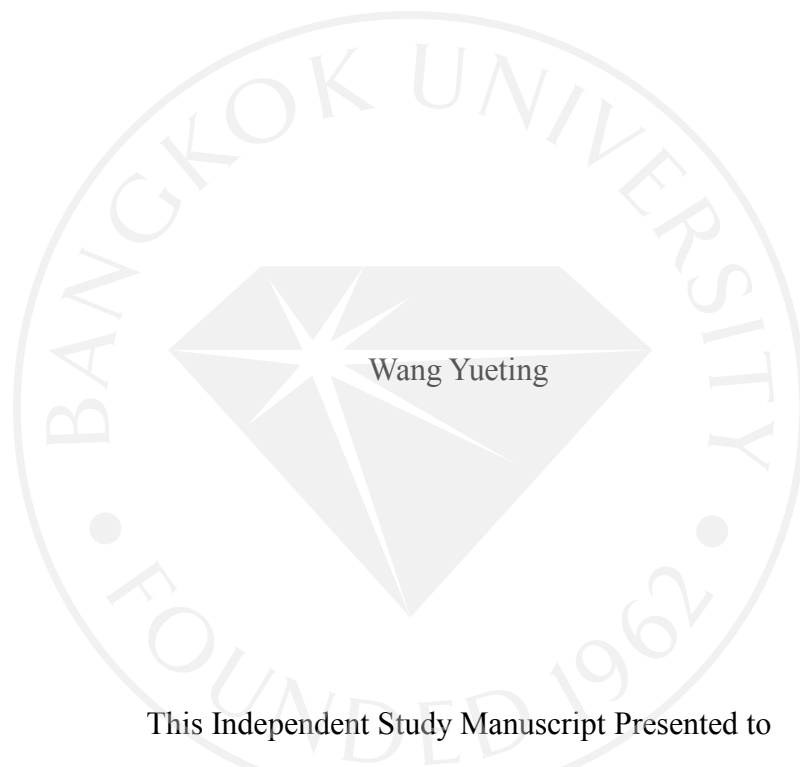 BANGKOK UNIVERSITY
Wang Yueting
FOUNDED 1962
This Independent Study Manuscript Presented to